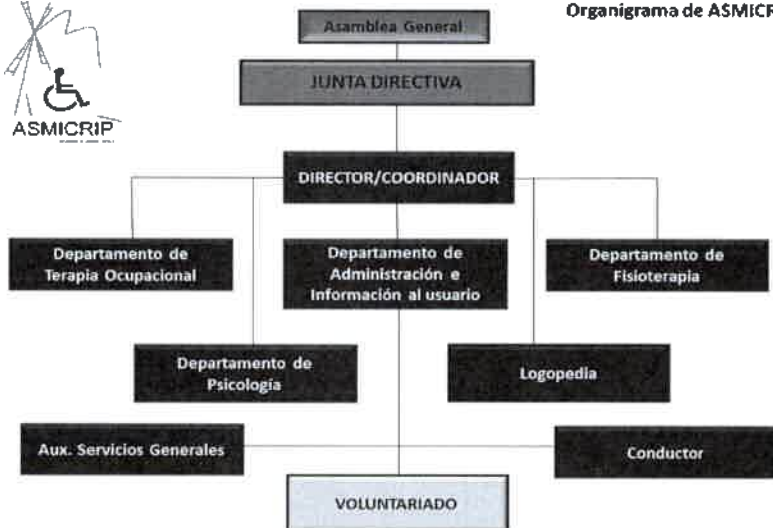 Organigrama de ASMICR
Asamblea General
JUNTA DIRECTIVA
ASMICRIP
DIRECTOR/COORDINADOR
Departamento de
Terapia Ocupacional
Departamento de
Administración e
Información al usuario
Departamento de
Fisioterapia
Departamento de
Psicología
Logopedia
Aux. Servicios Generales
Conductor
VOLUNTARIADO